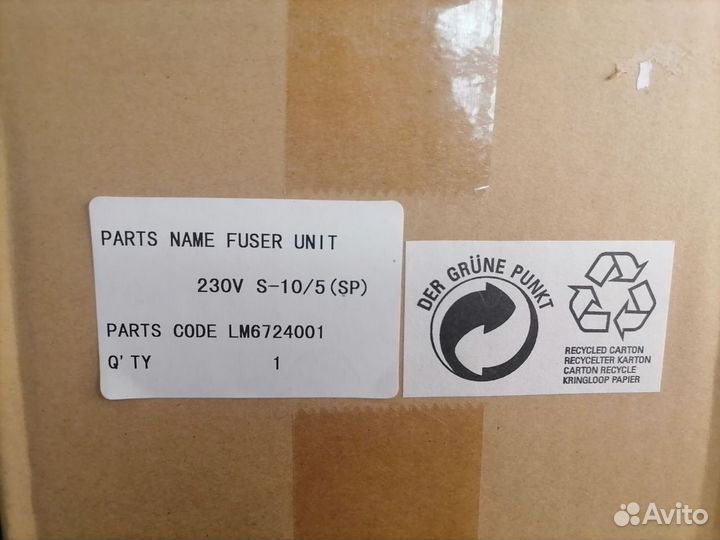 PARTS NAME FUSER UNIT
230V S-10/5(SP)
PARTS CODE LM6724001
Q'TY 1
DER GRÜNE PUNKT
RECYCLED CARTON
RECYCELTER KARTON
CARTON RECYCLE
KRINGLOOP PAPIER
Avito